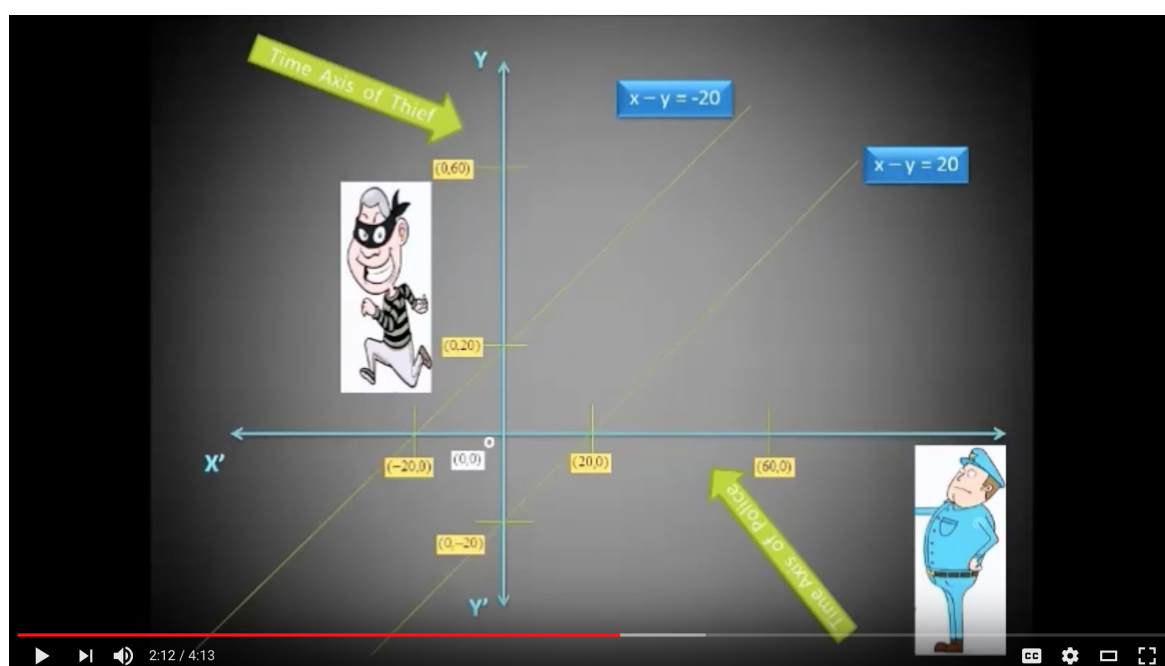 Time Axis of Thief
Y
x – y = -20
x – y = 20
(0,60)
(0,20)
O
X'
(–20,0)
(0,0)
(20,0)
(60,0)
Time Axis of Police
(0,–20)
Y'
2:12 / 4:13
CC